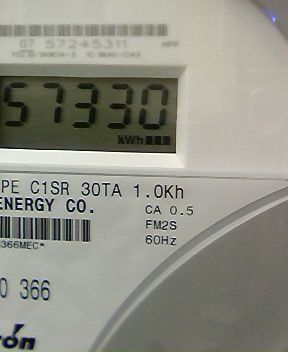 07 57245311
57330
kWh
PE C1SR 30TA 1.0Kh
ENERGY CO.
CA 0.5
FM2S
60Hz
366MEC*
0 366
ron